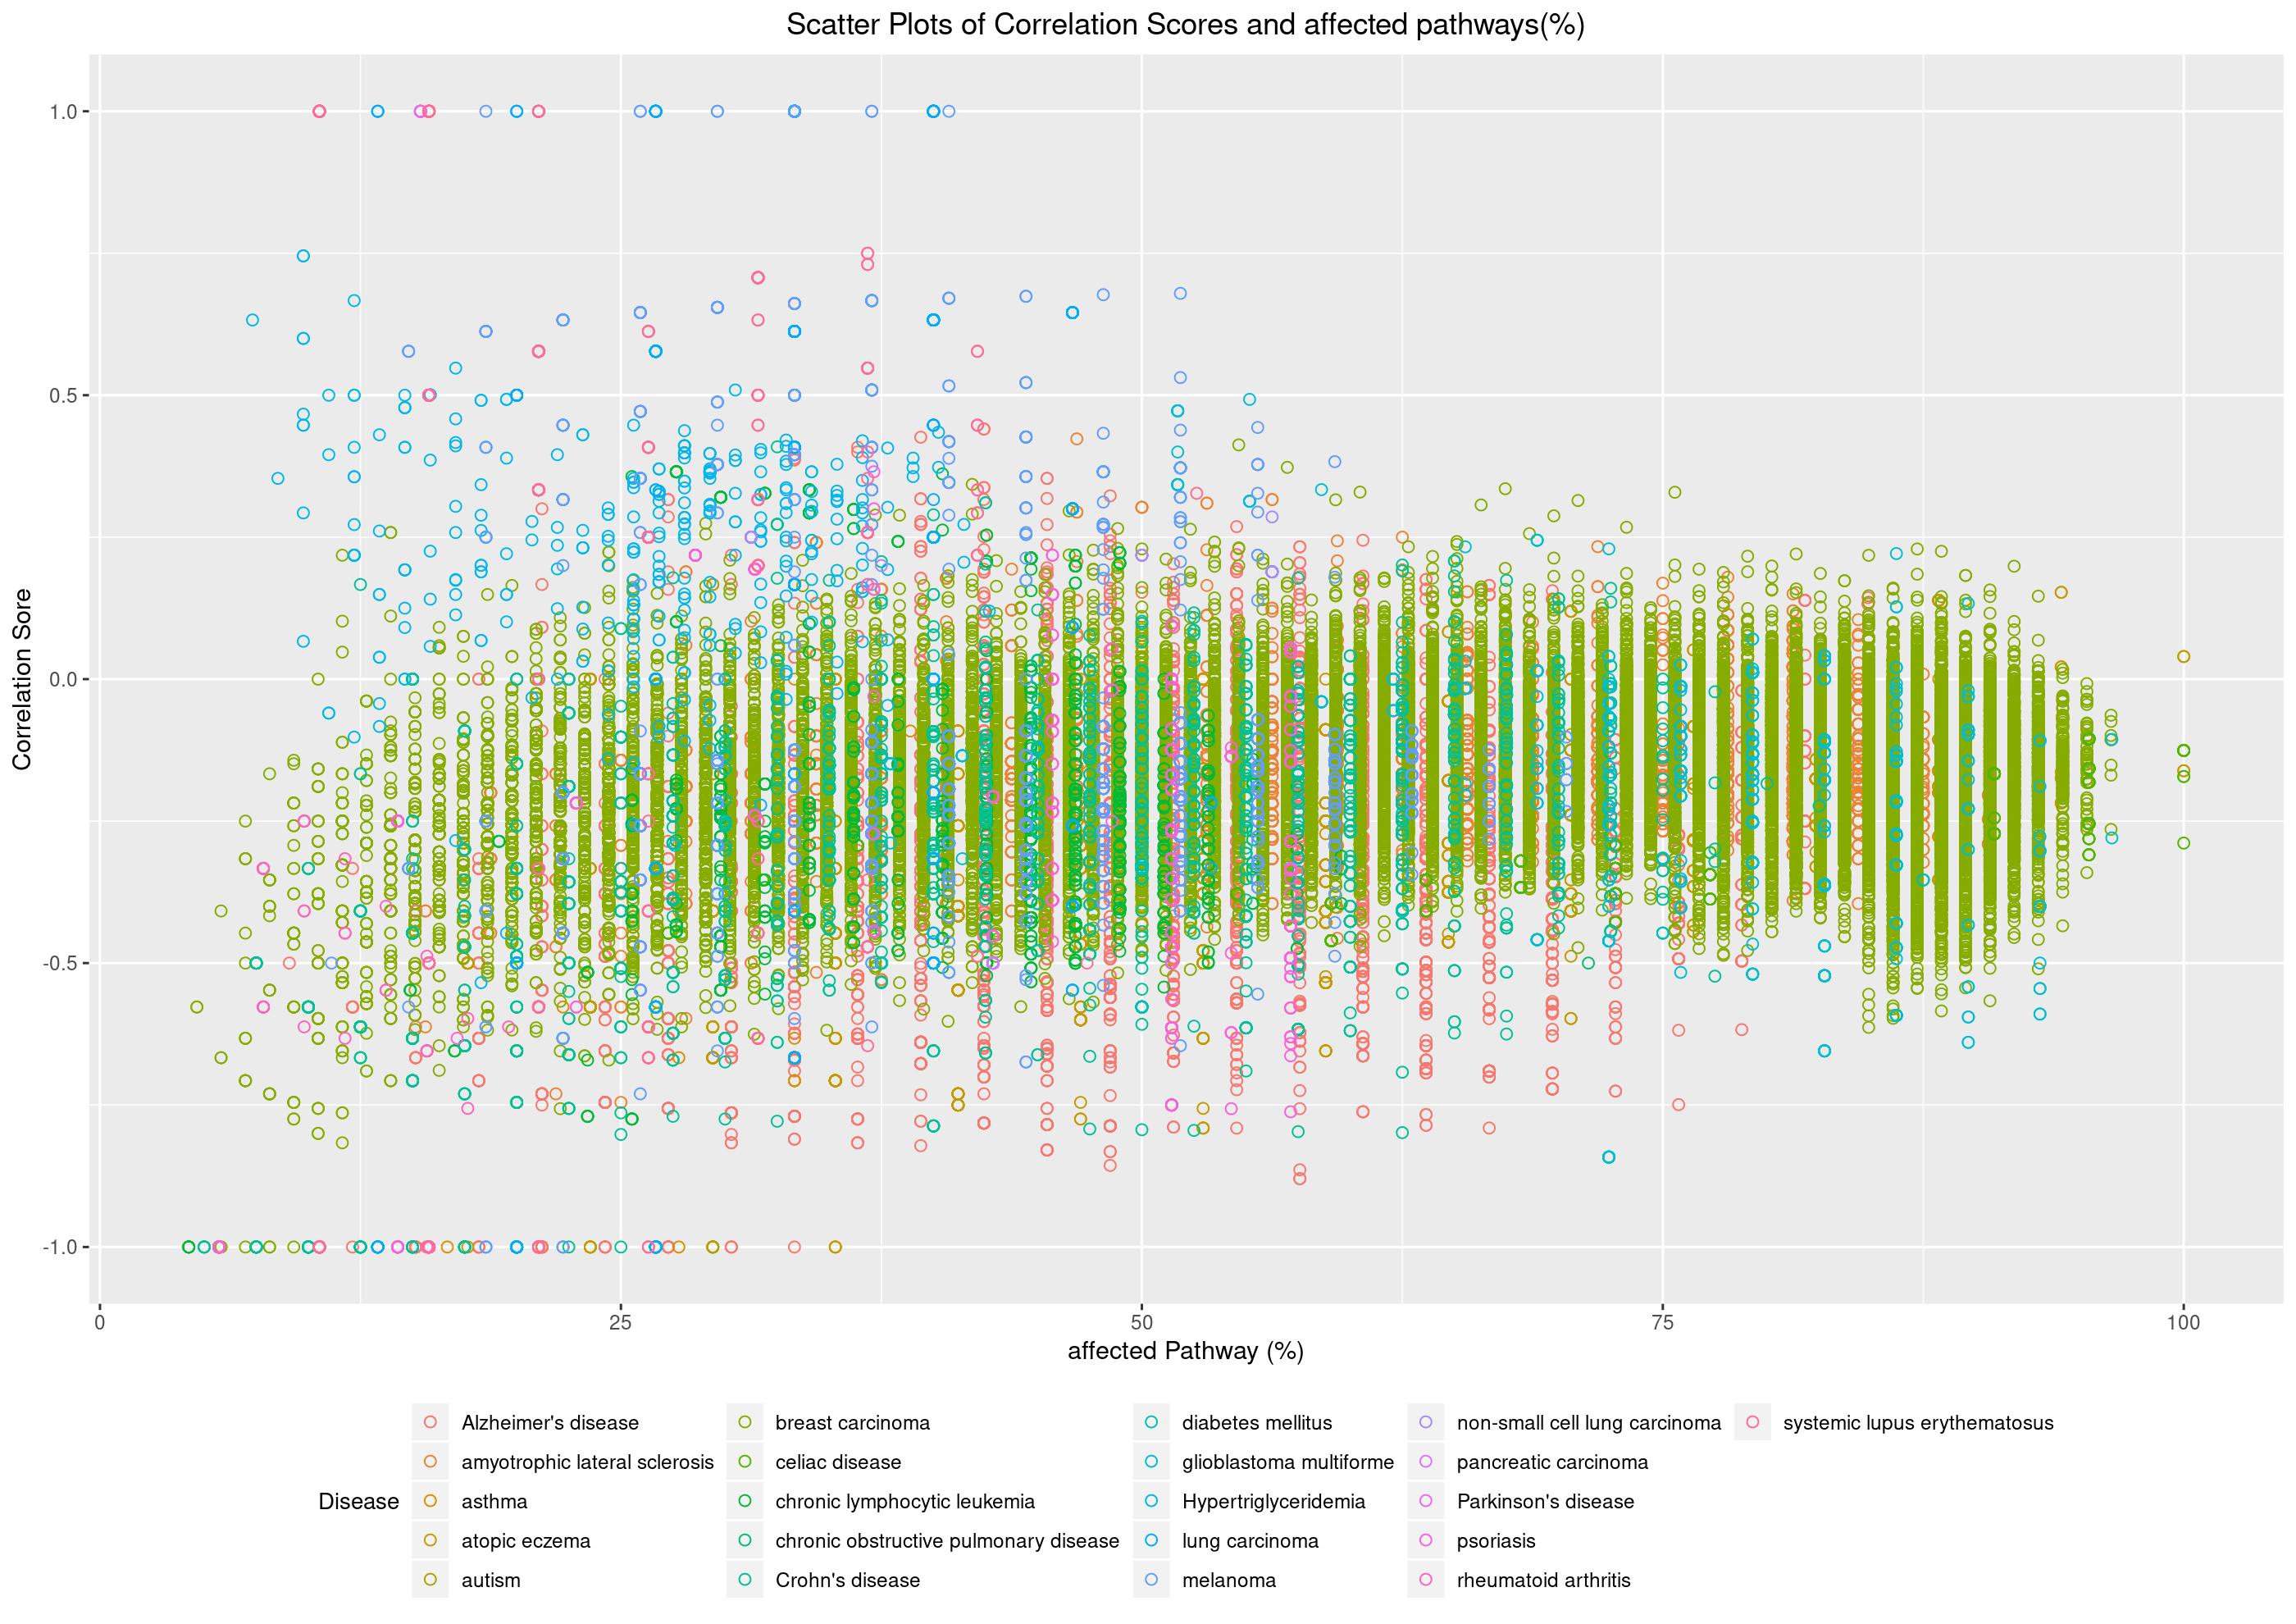 Scatter Plots of Correlation Scores and affected pathways(%)
Correlation Sore
1.0
0.5
0.0
-0.5
-1.0
0 25 50 75 100
affected Pathway (%)
Disease
Alzheimer's disease
amyotrophic lateral sclerosis
asthma
atopic eczema
autism
breast carcinoma
celiac disease
chronic lymphocytic leukemia
chronic obstructive pulmonary disease
Crohn's disease
diabetes mellitus
glioblastoma multiforme
Hypertriglyceridemia
lung carcinoma
melanoma
non-small cell lung carcinoma
pancreatic carcinoma
Parkinson's disease
psoriasis
rheumatoid arthritis
systemic lupus erythematosus